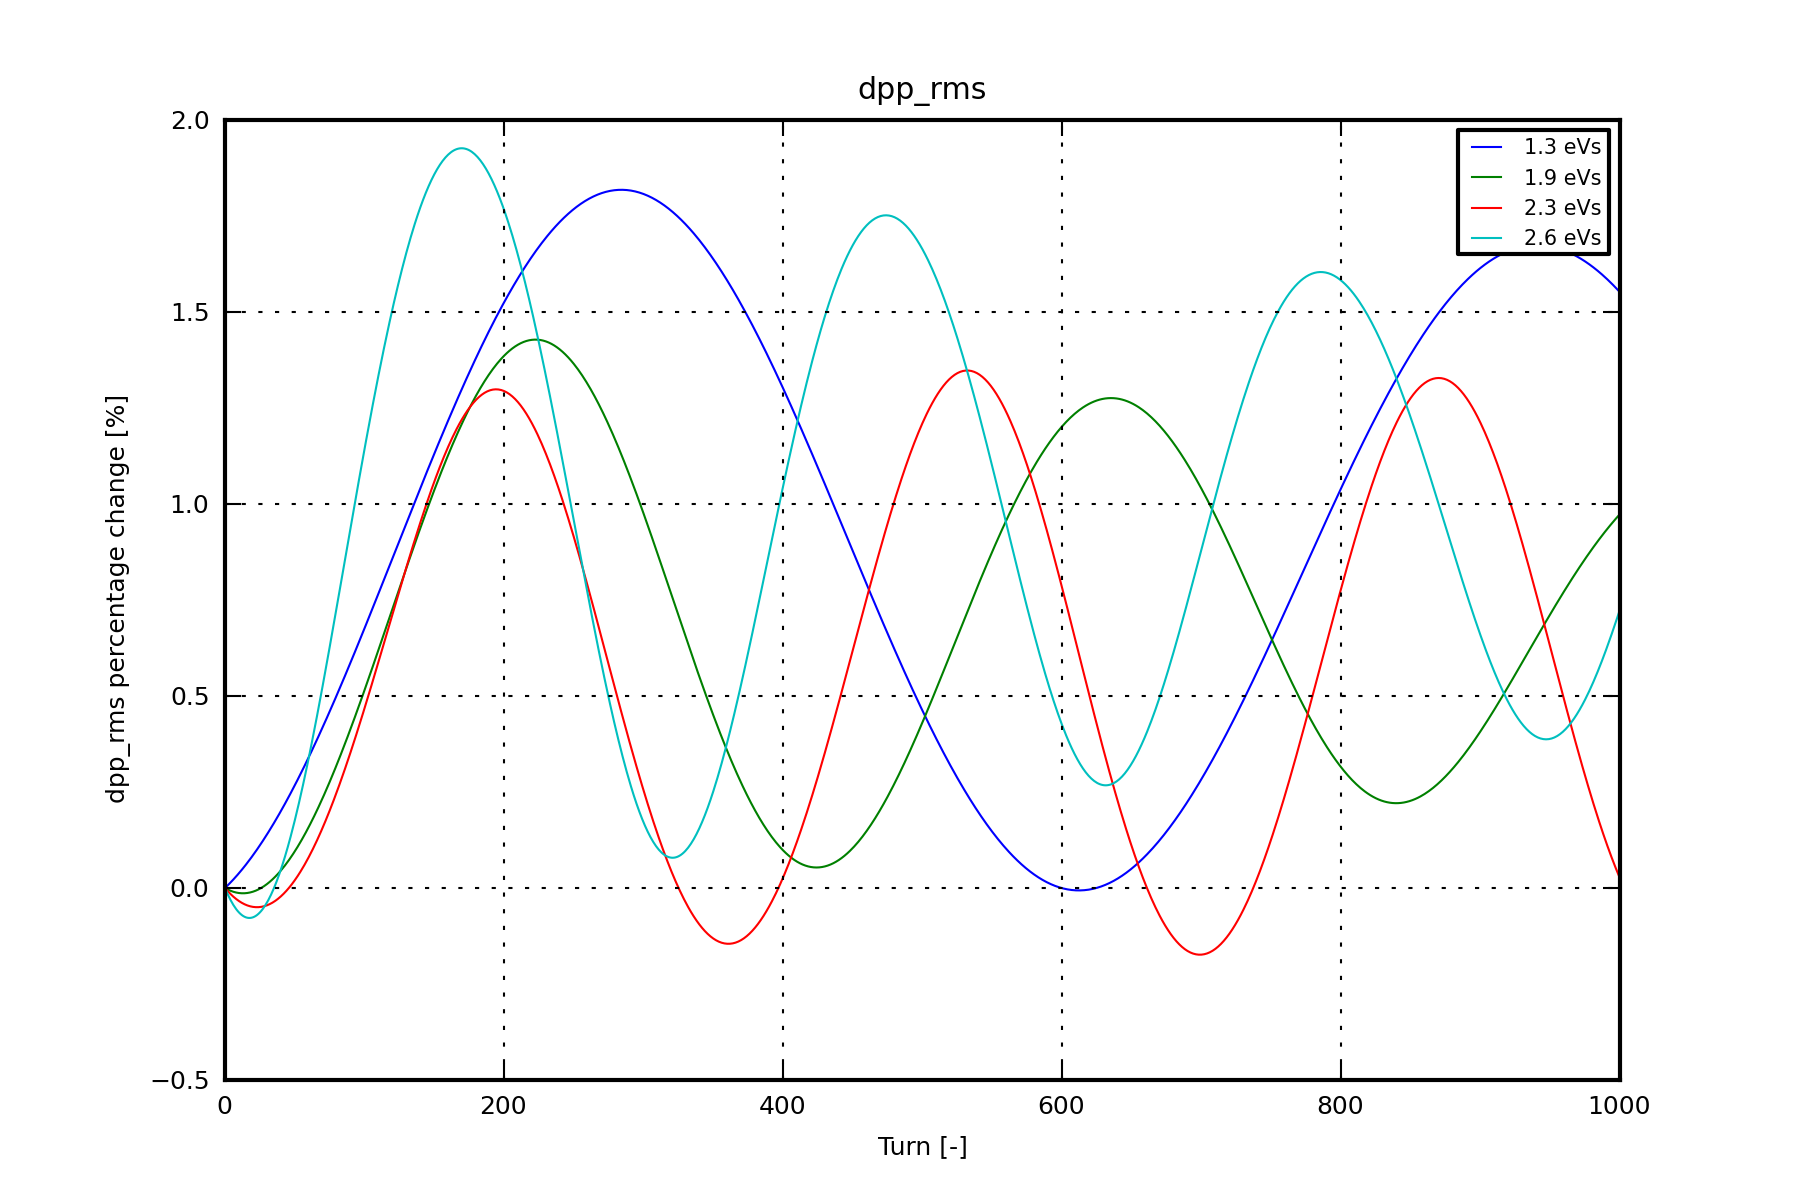 dpp_rms
2.0
1.5
1.0
0.5
0.0
−0.5
dpp_rms percentage change [%]
1.3 eVs
1.9 eVs
2.3 eVs
2.6 eVs
0 200 400 600 800 1000
Turn [-]